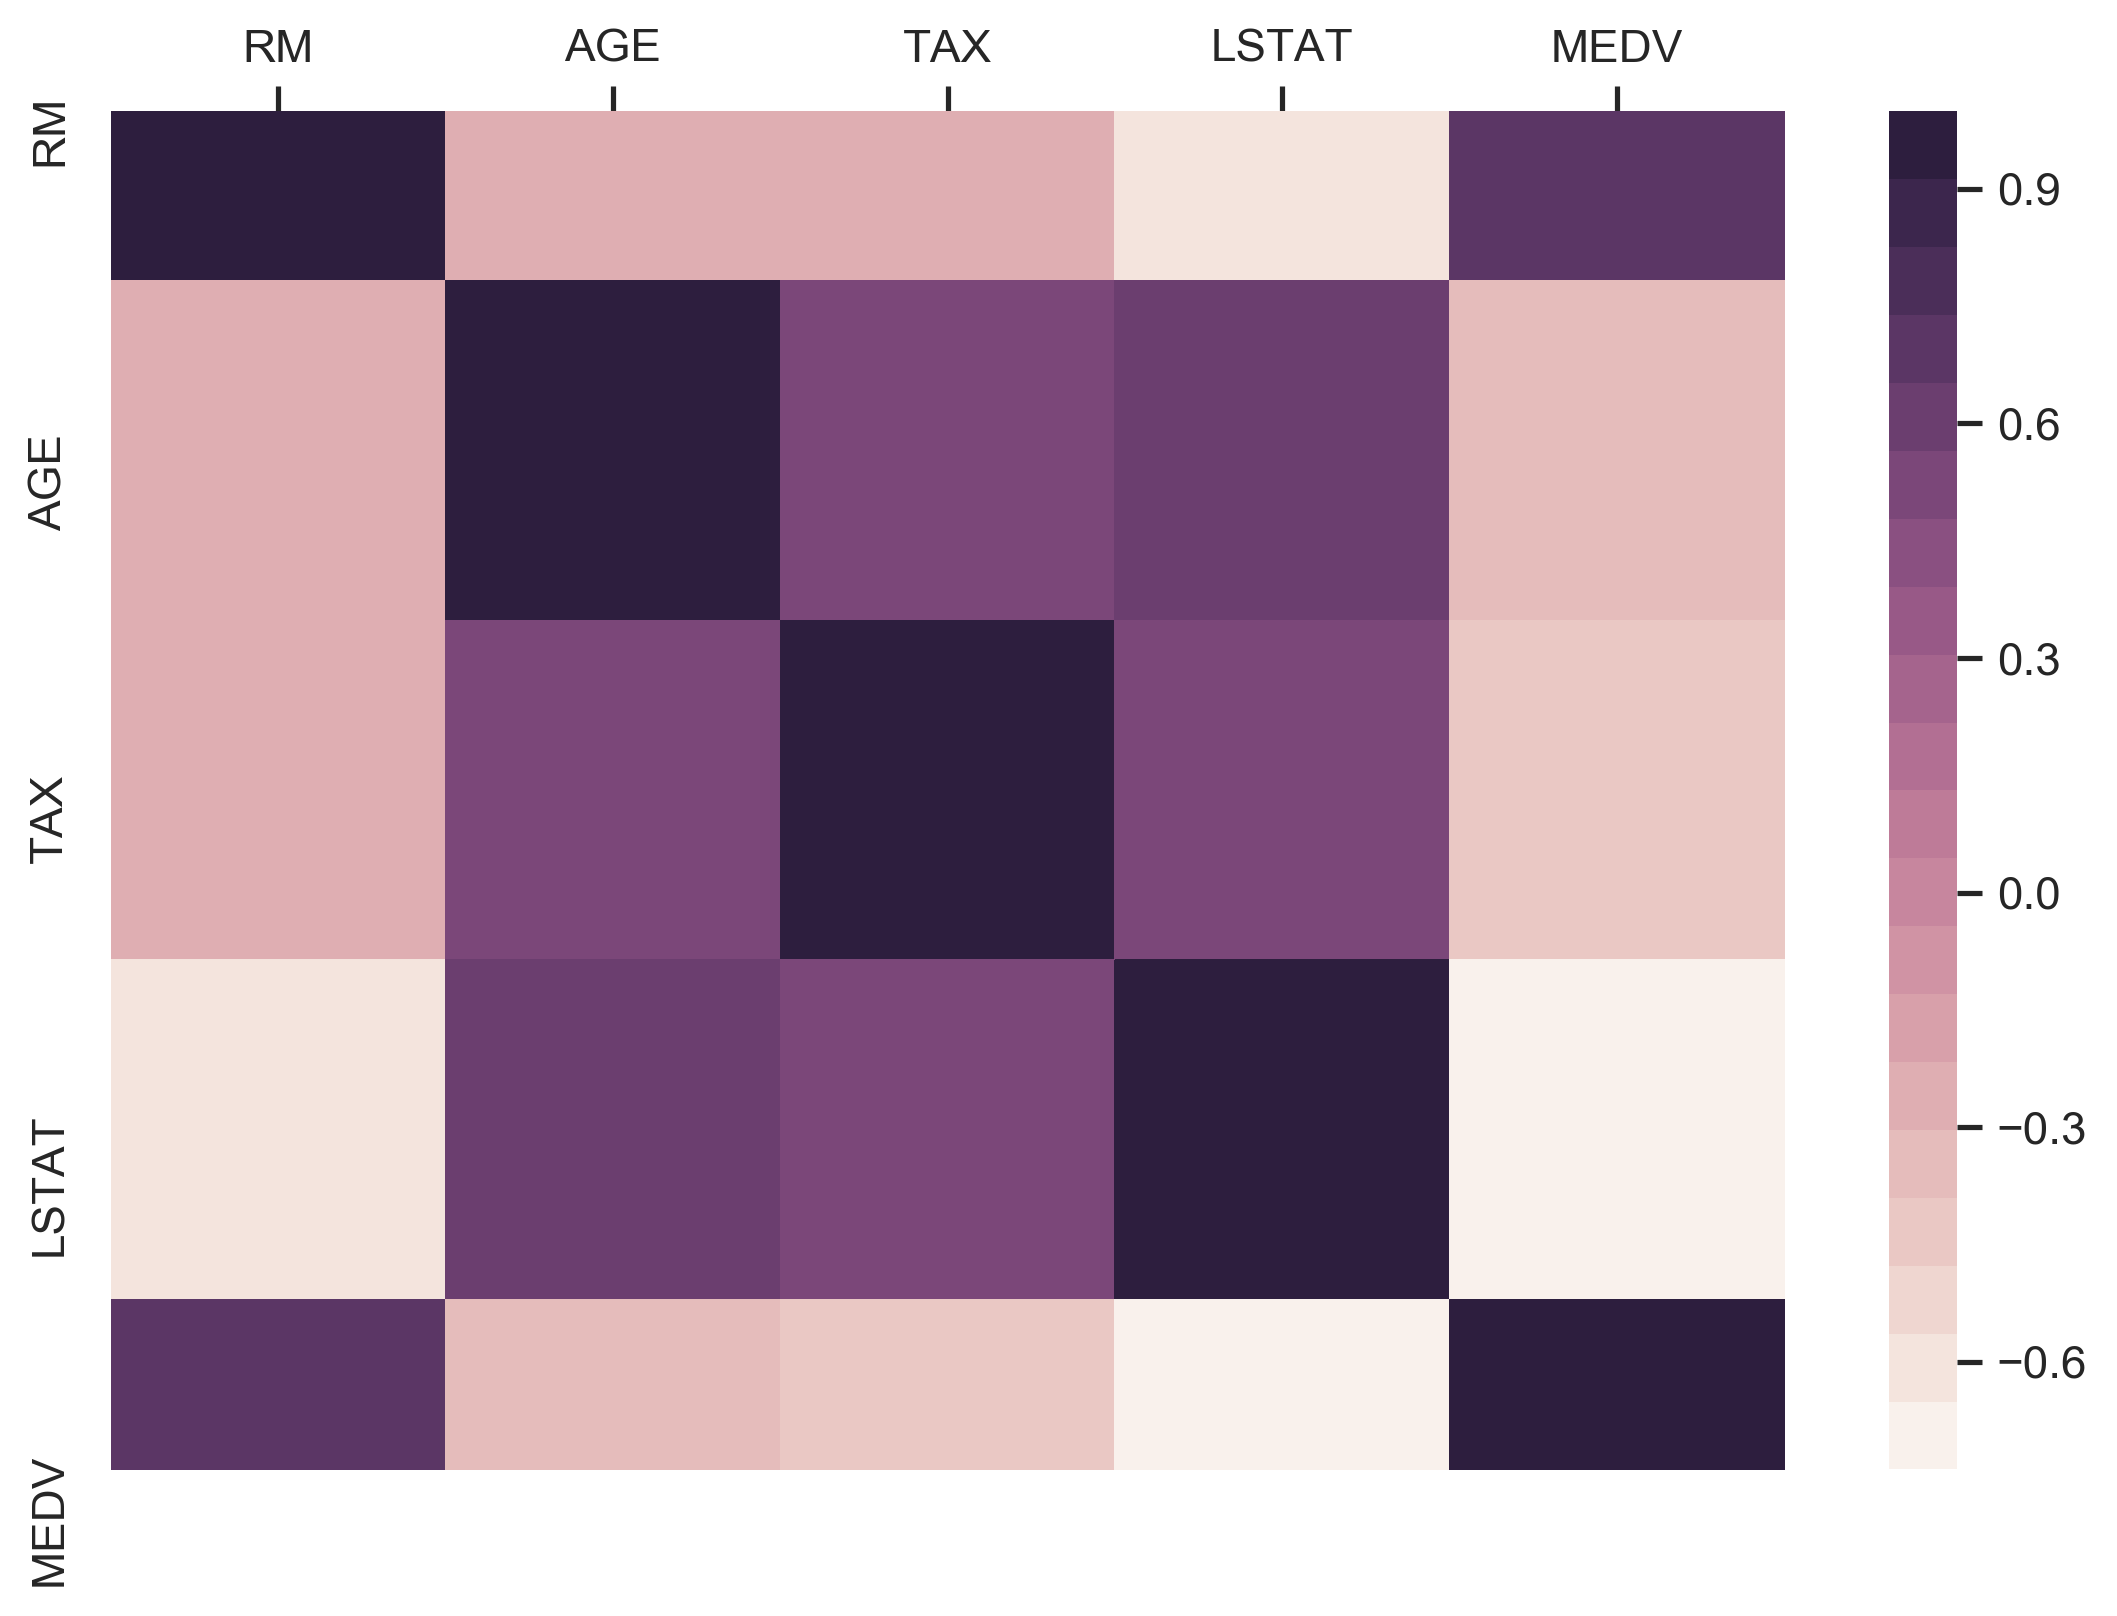 RM AGE TAX LSTAT MEDV
RM
AGE
TAX
LSTAT
MEDV
0.9
0.6
0.3
0.0
−0.3
−0.6